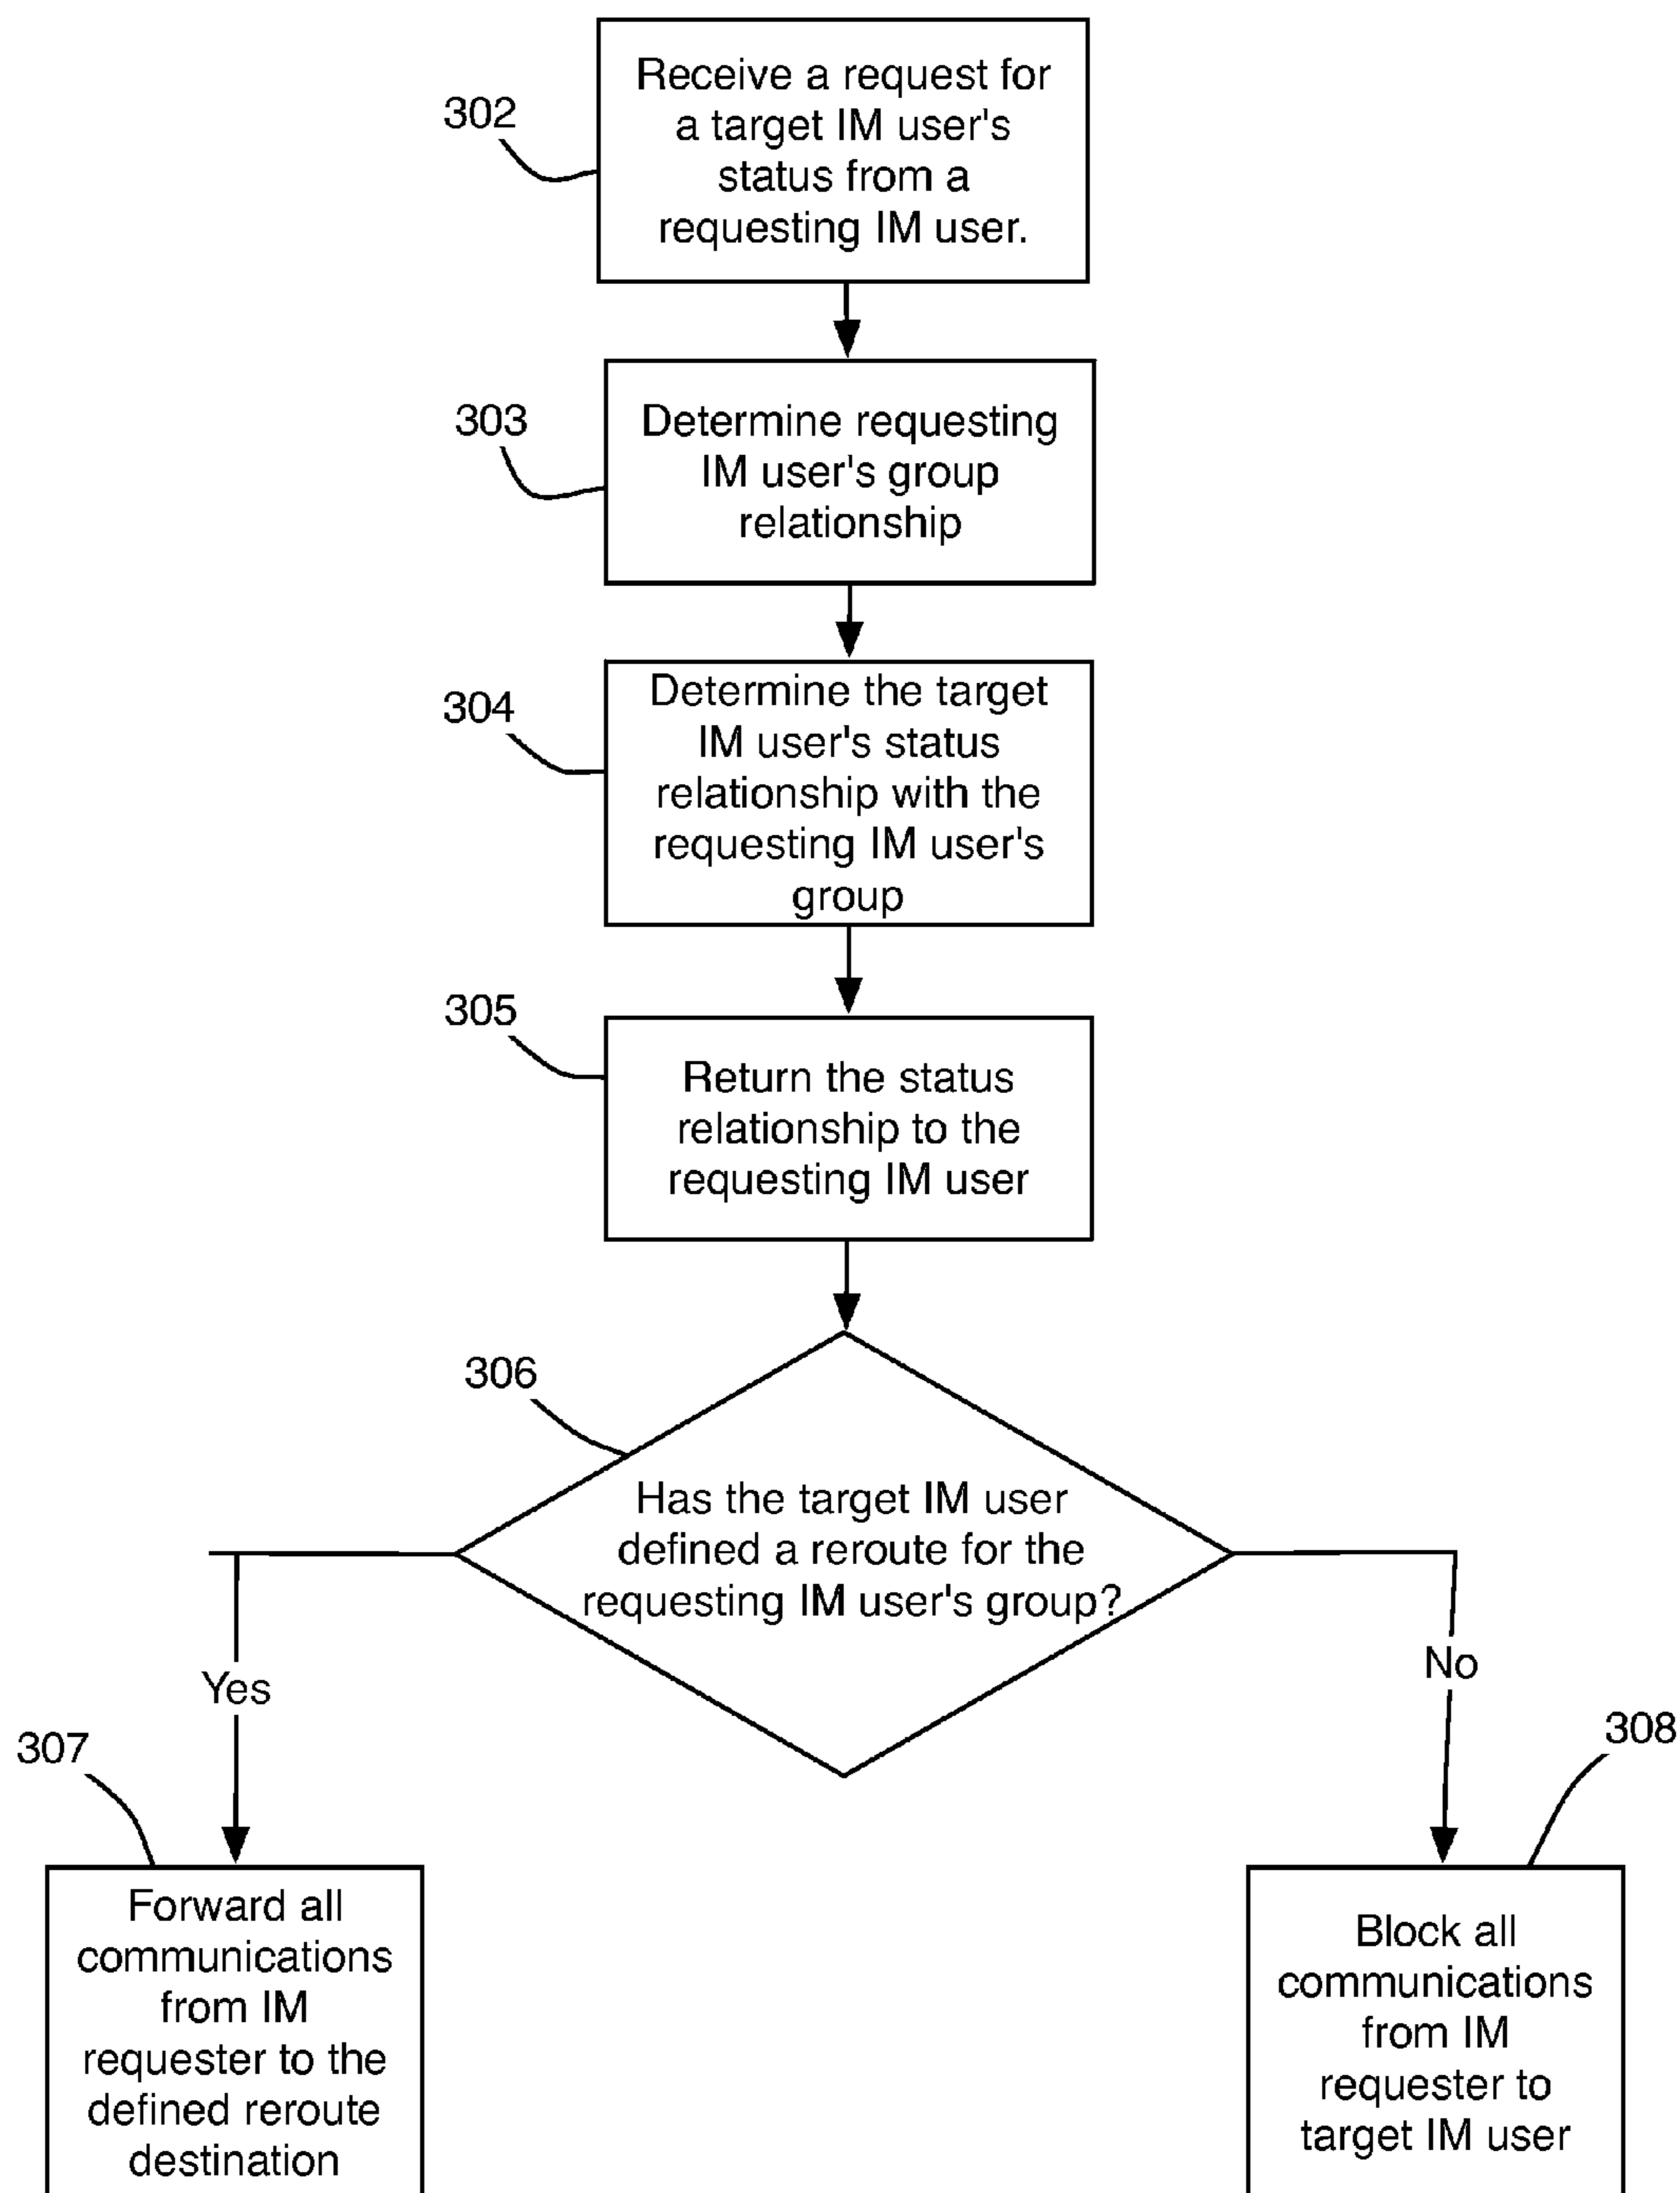 302
Receive a request for
a target IM user's
status from a
requesting IM user.
303
Determine requesting
IM user's group
relationship
304
Determine the target
IM user's status
relationship with the
requesting IM user's
group
305
Return the status
relationship to the
requesting IM user
306
Has the target IM user
defined a reroute for the
requesting IM user's group?
Yes
No
307
Forward all
communications
from IM
requester to the
defined reroute
destination
308
Block all
communications
from IM
requester to
target IM user